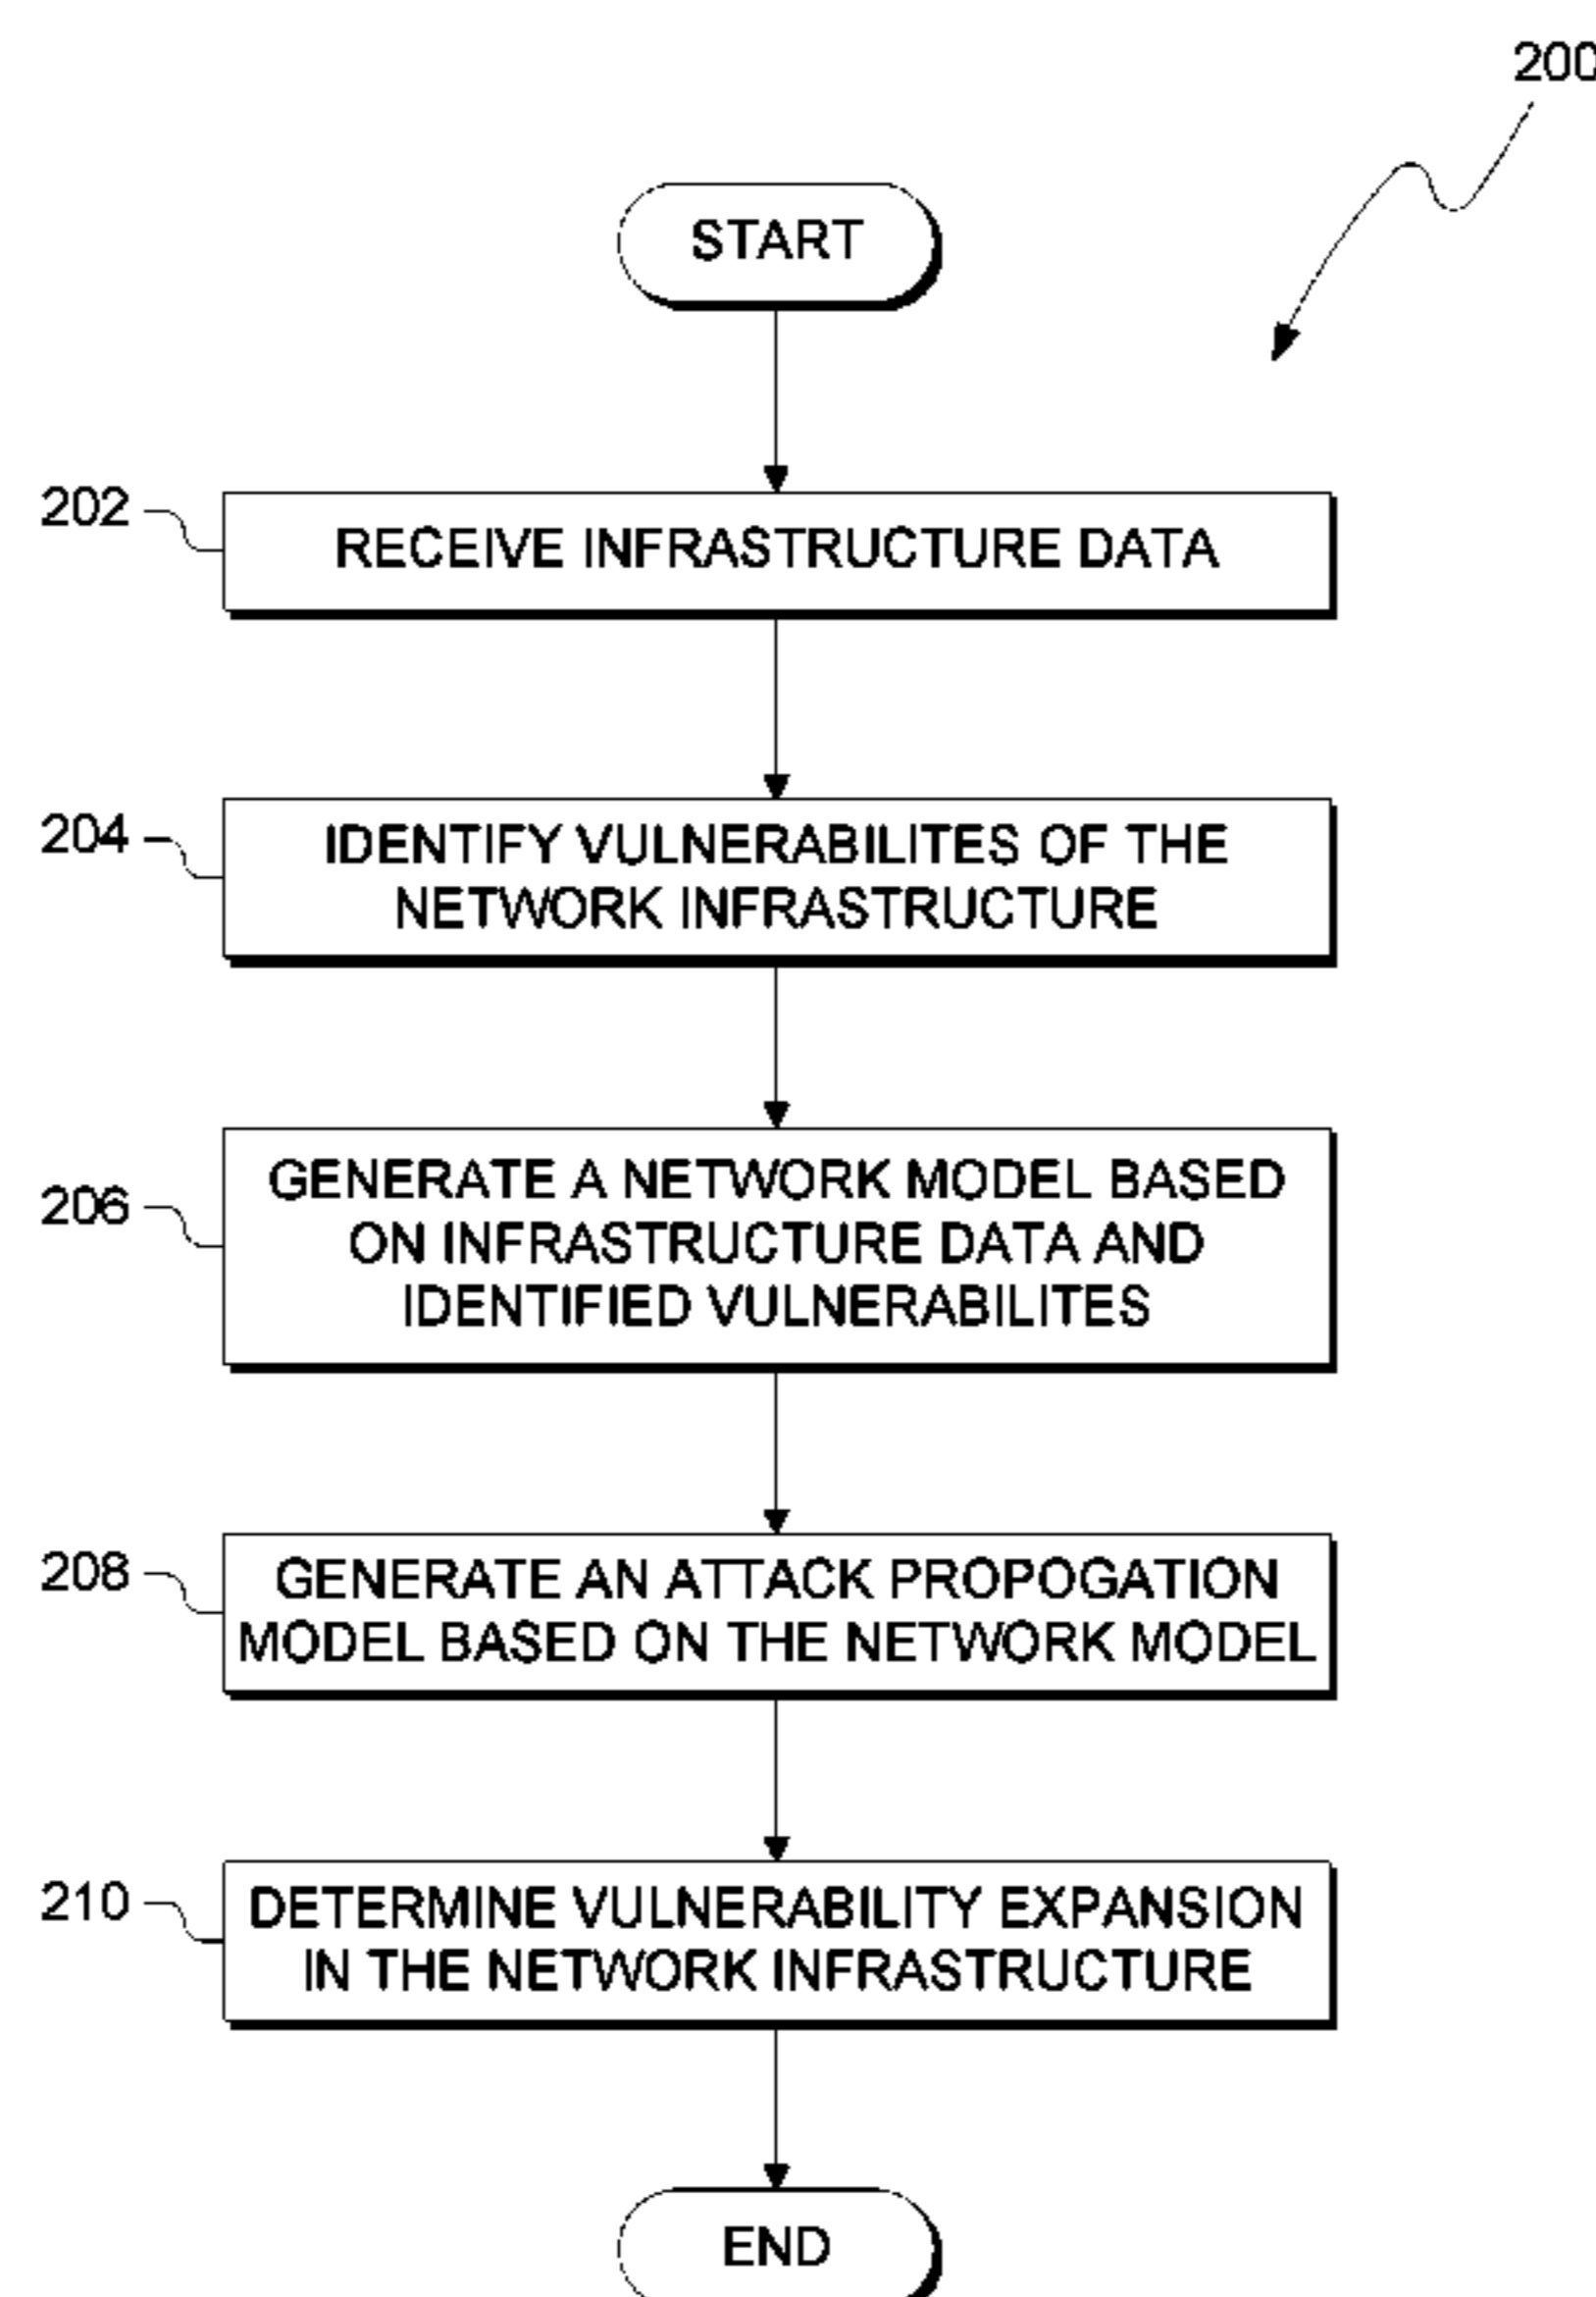 200
START
202
RECEIVE INFRASTRUCTURE DATA
204
IDENTIFY VULNERABILITES OF THE
NETWORK INFRASTRUCTURE
206
GENERATE A NETWORK MODEL BASED
ON INFRASTRUCTURE DATA AND
IDENTIFIED VULNERABILITES
208
GENERATE AN ATTACK PROPOGATION
MODEL BASED ON THE NETWORK MODEL
210
DETERMINE VULNERABILITY EXPANSION
IN THE NETWORK INFRASTRUCTURE
END